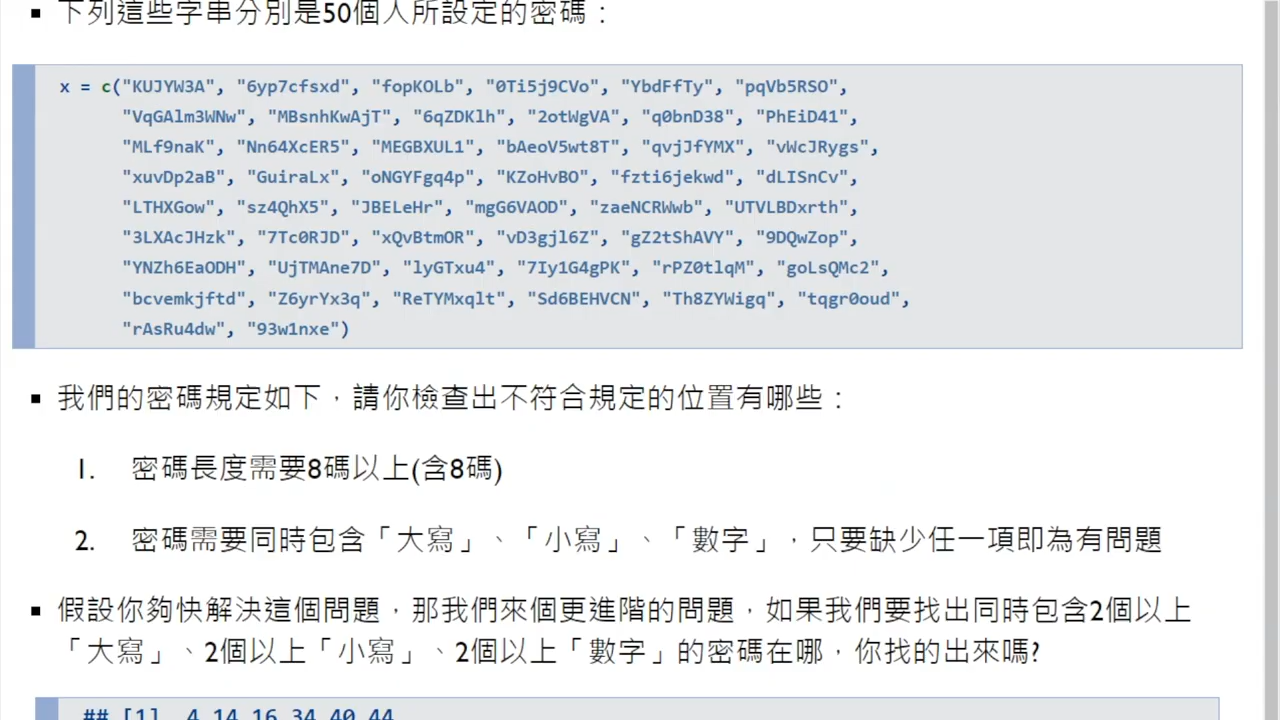 ▪ 下列這些字串分別是50個人所設定的密碼：
x = c("KUJYW3A", "6yp7cfsxd", "fopKOLb", "0Ti5j9CVo", "YbdFfTy", "pqVb5RSO",
"VqGAlm3WNw", "MBsnhKwAjT", "6qZDKlh", "2otWgVA", "q0bnD38", "PhEiD41",
"MLf9naK", "Nn64XcER5", "MEGBXUL1", "bAeoV5wt8T", "qvjJfYMX", "vWcJRygs",
"xuvDp2aB", "GuiraLx", "oNGYFgq4p", "KZoHvBO", "fzti6jekwd", "dLISnCv",
"LTHXGow", "sz4QhX5", "JBELeHr", "mgG6VAOD", "zaeNCRWwb", "UTVLBDxrth",
"3LXAcJHzk", "7Tc0RJD", "xQvBtmOR", "vD3gjl6Z", "gZ2tShAVY", "9DQwZop",
"YNZh6EaODH", "UjTMAne7D", "lyGTxu4", "7Iy1G4gPK", "rPZ0tlqM", "goLsQMc2",
"bcvemkjftd", "Z6yrYx3q", "ReTYMxqlt", "Sd6BEHVCN", "Th8ZYWigq", "tqgr0oud",
"rAsRu4dw", "93w1nxe")
▪ 我們的密碼規定如下，請你檢查出不符合規定的位置有哪些：
1. 密碼長度需要8碼以上(含8碼)
2. 密碼需要同時包含「大寫」、「小寫」、「數字」，只要缺少任一項即為有問題
▪ 假設你夠快解決這個問題，那我們來個更進階的問題，如果我們要找出同時包含2個以上
「大寫」、2個以上「小寫」、2個以上「數字」的密碼在哪，你找的出來嗎?
## [1] 4 14 16 34 40 44